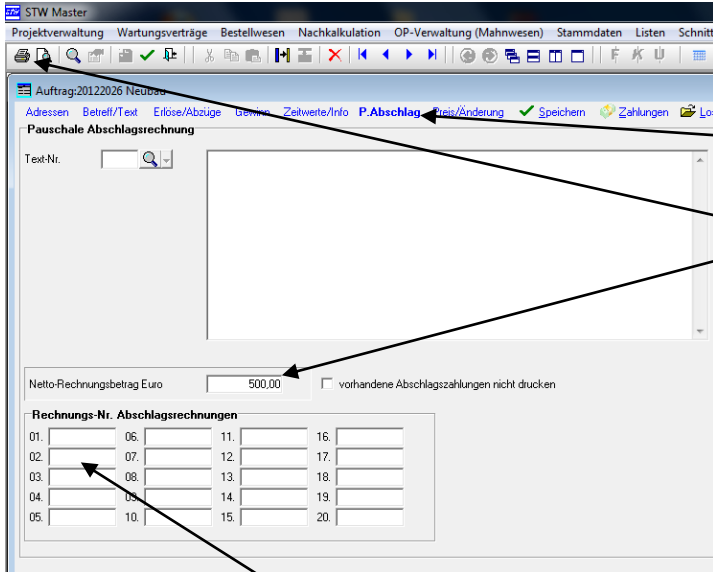 STW Master
Projektverwaltung Wartungsverträge Bestellwesen Nachkalkulation OP-Verwaltung (Mahnwesen) Stammdaten Listen Schnitt
Auftrag:20122026 Neubau
Adressen Betreff/Text Erlöse/Abzüge Gewinn Zeitwerte/Info P.Abschlag Preis/Änderung Speichern Zahlungen Lo
Pauschale Abschlagsrechnung
Text-Nr.
Netto-Rechnungsbetrag Euro 500,00 vorhandene Abschlagszahlungen nicht drucken
Rechnungs-Nr. Abschlagsrechnungen
01. 06. 11. 16.
02. 07. 12. 17.
03. 08. 13. 18.
04. 09. 14. 19.
05. 10. 15. 20.